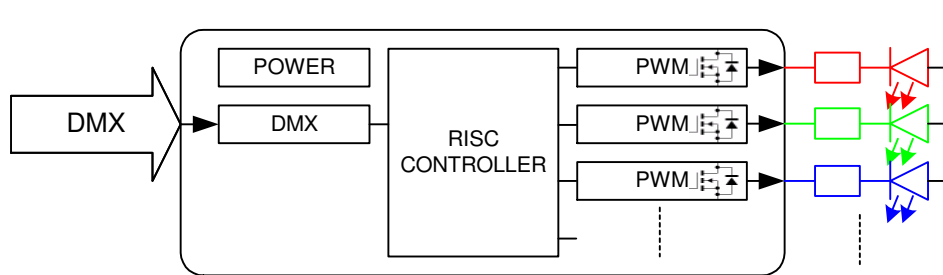 DMX
POWER
DMX
RISC
CONTROLLER
PWM
PWM
PWM